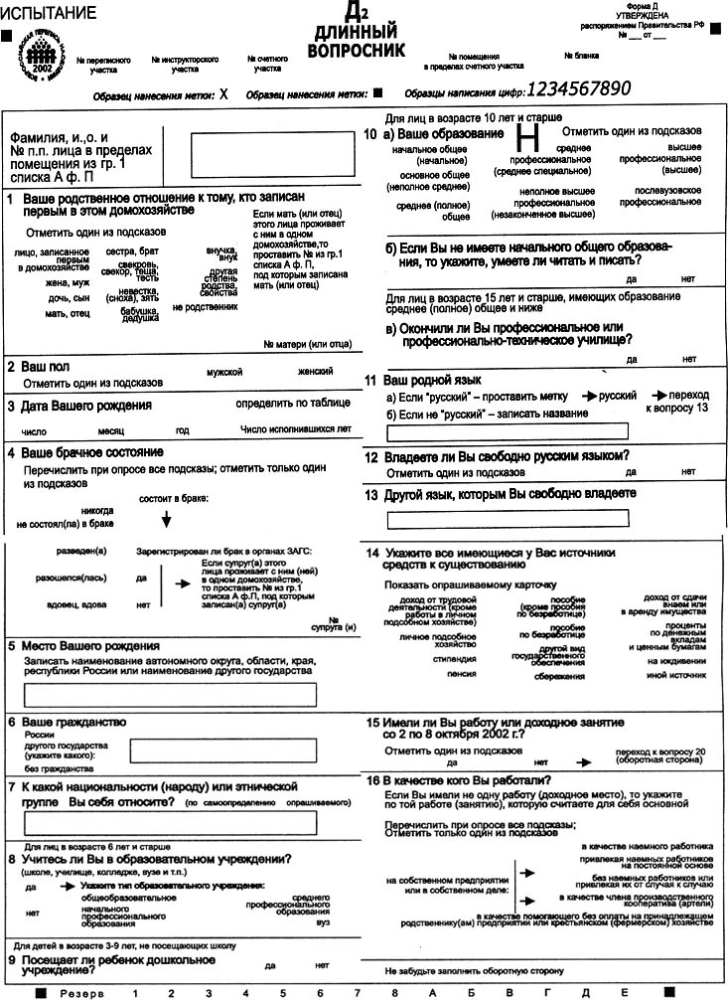 ИСПЫТАНИЕ
Д2
ДЛИННЫЙ
ВОПРОСНИК
Форма Д
УТВЕРЖДЕНА
распоряжением Правительства РФ
№ ___ от ___
2002
№ переписного
участка
№ инструкторского
участка
№ счетного
участка
№ помещения
в пределах счетного участка
№ бланка
Образец нанесения метки: X
Образец нанесения метки: ■
Образцы написания цифр: 1234567890
Фамилия, и.,о. и
№ п.п. лица в пределах
помещения из гр. 1
списка А ф. П
1 Ваше родственное отношение к тому, кто записан
первым в этом домохозяйстве
Отметить один из подсказов
лицо, записанное
первым
в домохозяйстве
жена, муж
дочь, сын
мать, отец
сестра, брат
свекровь,
свекор, теща,
тесть
невестка,
(сноха), зять
бабушка,
дедушка
внучка,
внук
другая
степень
родства,
свойства
не родственник
Если мать (или отец)
этого лица проживает
с ним в одном
домохозяйстве,то
проставить № из гр.1
списка А ф. П,
под которым записана
мать (или отец)
№ матери (или отца)
2 Ваш пол
Отметить один из подсказов
мужской
женский
3 Дата Вашего рождения
определить по таблице
число
месяц
год
Число исполнившихся лет
4 Ваше брачное состояние
Перечислить при опросе все подсказы; отметить только один
из подсказов
состоит в браке:
никогда
не состоял(ла) в браке
разведен(а)
разошелся(лась)
вдовец, вдова
Зарегистрирован ли брак в органах ЗАГС:
да
нет
Если супруг(а) этого
лица проживает с ним (ней)
в одном домохозяйстве,
то проставить № из гр.1
списка А ф.П, под которым
записан(а) супруг(а)
№
супруга (и)
5 Место Вашего рождения
Записать наименование автономного округа, области, края,
республики России или наименование другого государства
6 Ваше гражданство
России
другого государства
(укажите какого):
без гражданства
7 К какой национальности (народу) или этнической
группе Вы себя относите? (по самоопределению опрашиваемого)
Для лиц в возрасте 6 лет и старше
8 Учитесь ли Вы в образовательном учреждении?
(школе, училище, колледже, вузе и т.п.)
да
Укажите тип образовательного учреждения:
нет
общеобразовательное
начального
профессионального
образования
среднего
профессионального
образования
вуз
Для детей в возрасте 3-9 лет, не посещающих школу
9 Посещает ли ребенок дошкольное
учреждение?
да
нет
Для лиц в возрасте 10 лет и старше
10 а) Ваше образование
Н
Отметить один из подсказов
начальное общее
(начальное)
основное общее
(неполное среднее)
среднее (полное)
общее
среднее
профессиональное
(среднее специальное)
неполное высшее
профессиональное
(незаконченное высшее)
высшее
профессиональное
(высшее)
послевузовское
профессиональное
б) Если Вы не имеете начального общего образова-
ния, то укажите, умеете ли читать и писать?
да
нет
Для лиц в возрасте 15 лет и старше, имеющих образование
среднее (полное) общее и ниже
в) Окончили ли Вы профессиональное или
профессионально-техническое училище?
да
нет
11 Ваш родной язык
а) Если "русский" – проставить метку
русский
переход
к вопросу 13
б) Если не "русский" – записать название
12 Владеете ли Вы свободно русским языком?
Отметить один из подсказов
да
нет
13 Другой язык, которым Вы свободно владеете
14 Укажите все имеющиеся у Вас источники
средств к существованию
Показать опрашиваемому карточку
доход от трудовой
деятельности (кроме
работы в личном
подсобном хозяйстве)
личное подсобное
хозяйство
стипендия
пенсия
пособие
(кроме пособия
по безработице)
пособие
по безработице
другой вид
государственного
обеспечения
сбережения
доход от сдачи
внаем или
в аренду имущества
проценты
по денежным
вкладам
и ценным бумагам
на иждивении
иной источник
15 Имели ли Вы работу или доходное занятие
со 2 по 8 октября 2002 г.?
Отметить один из подсказов
да
нет
переход к вопросу 20
(оборотная сторона)
16 В качестве кого Вы работали?
Если Вы имели не одну работу (доходное место), то укажите
по той работе (занятию), которую считаете для себя основной
Перечислить при опросе все подсказы;
Отметить только один из подсказов
в качестве наемного работника
на собственном предприятии
или в собственном деле:
привлекая наемных работников
на постоянной основе
без наемных работников или
привлекая их от случая к случаю
в качестве члена производственного
кооператива (артели)
в качестве помогающего без оплаты на принадлежащем
родственнику(ам) предприятии или крестьянском (фермерском) хозяйстве
Не забудьте заполнить оборотную сторону
Резерв 1 2 3 4 5 6 7 8 А Б В Г Д Е